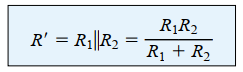 R' = R₁||R₂ = R₁R₂ / (R₁ + R₂)